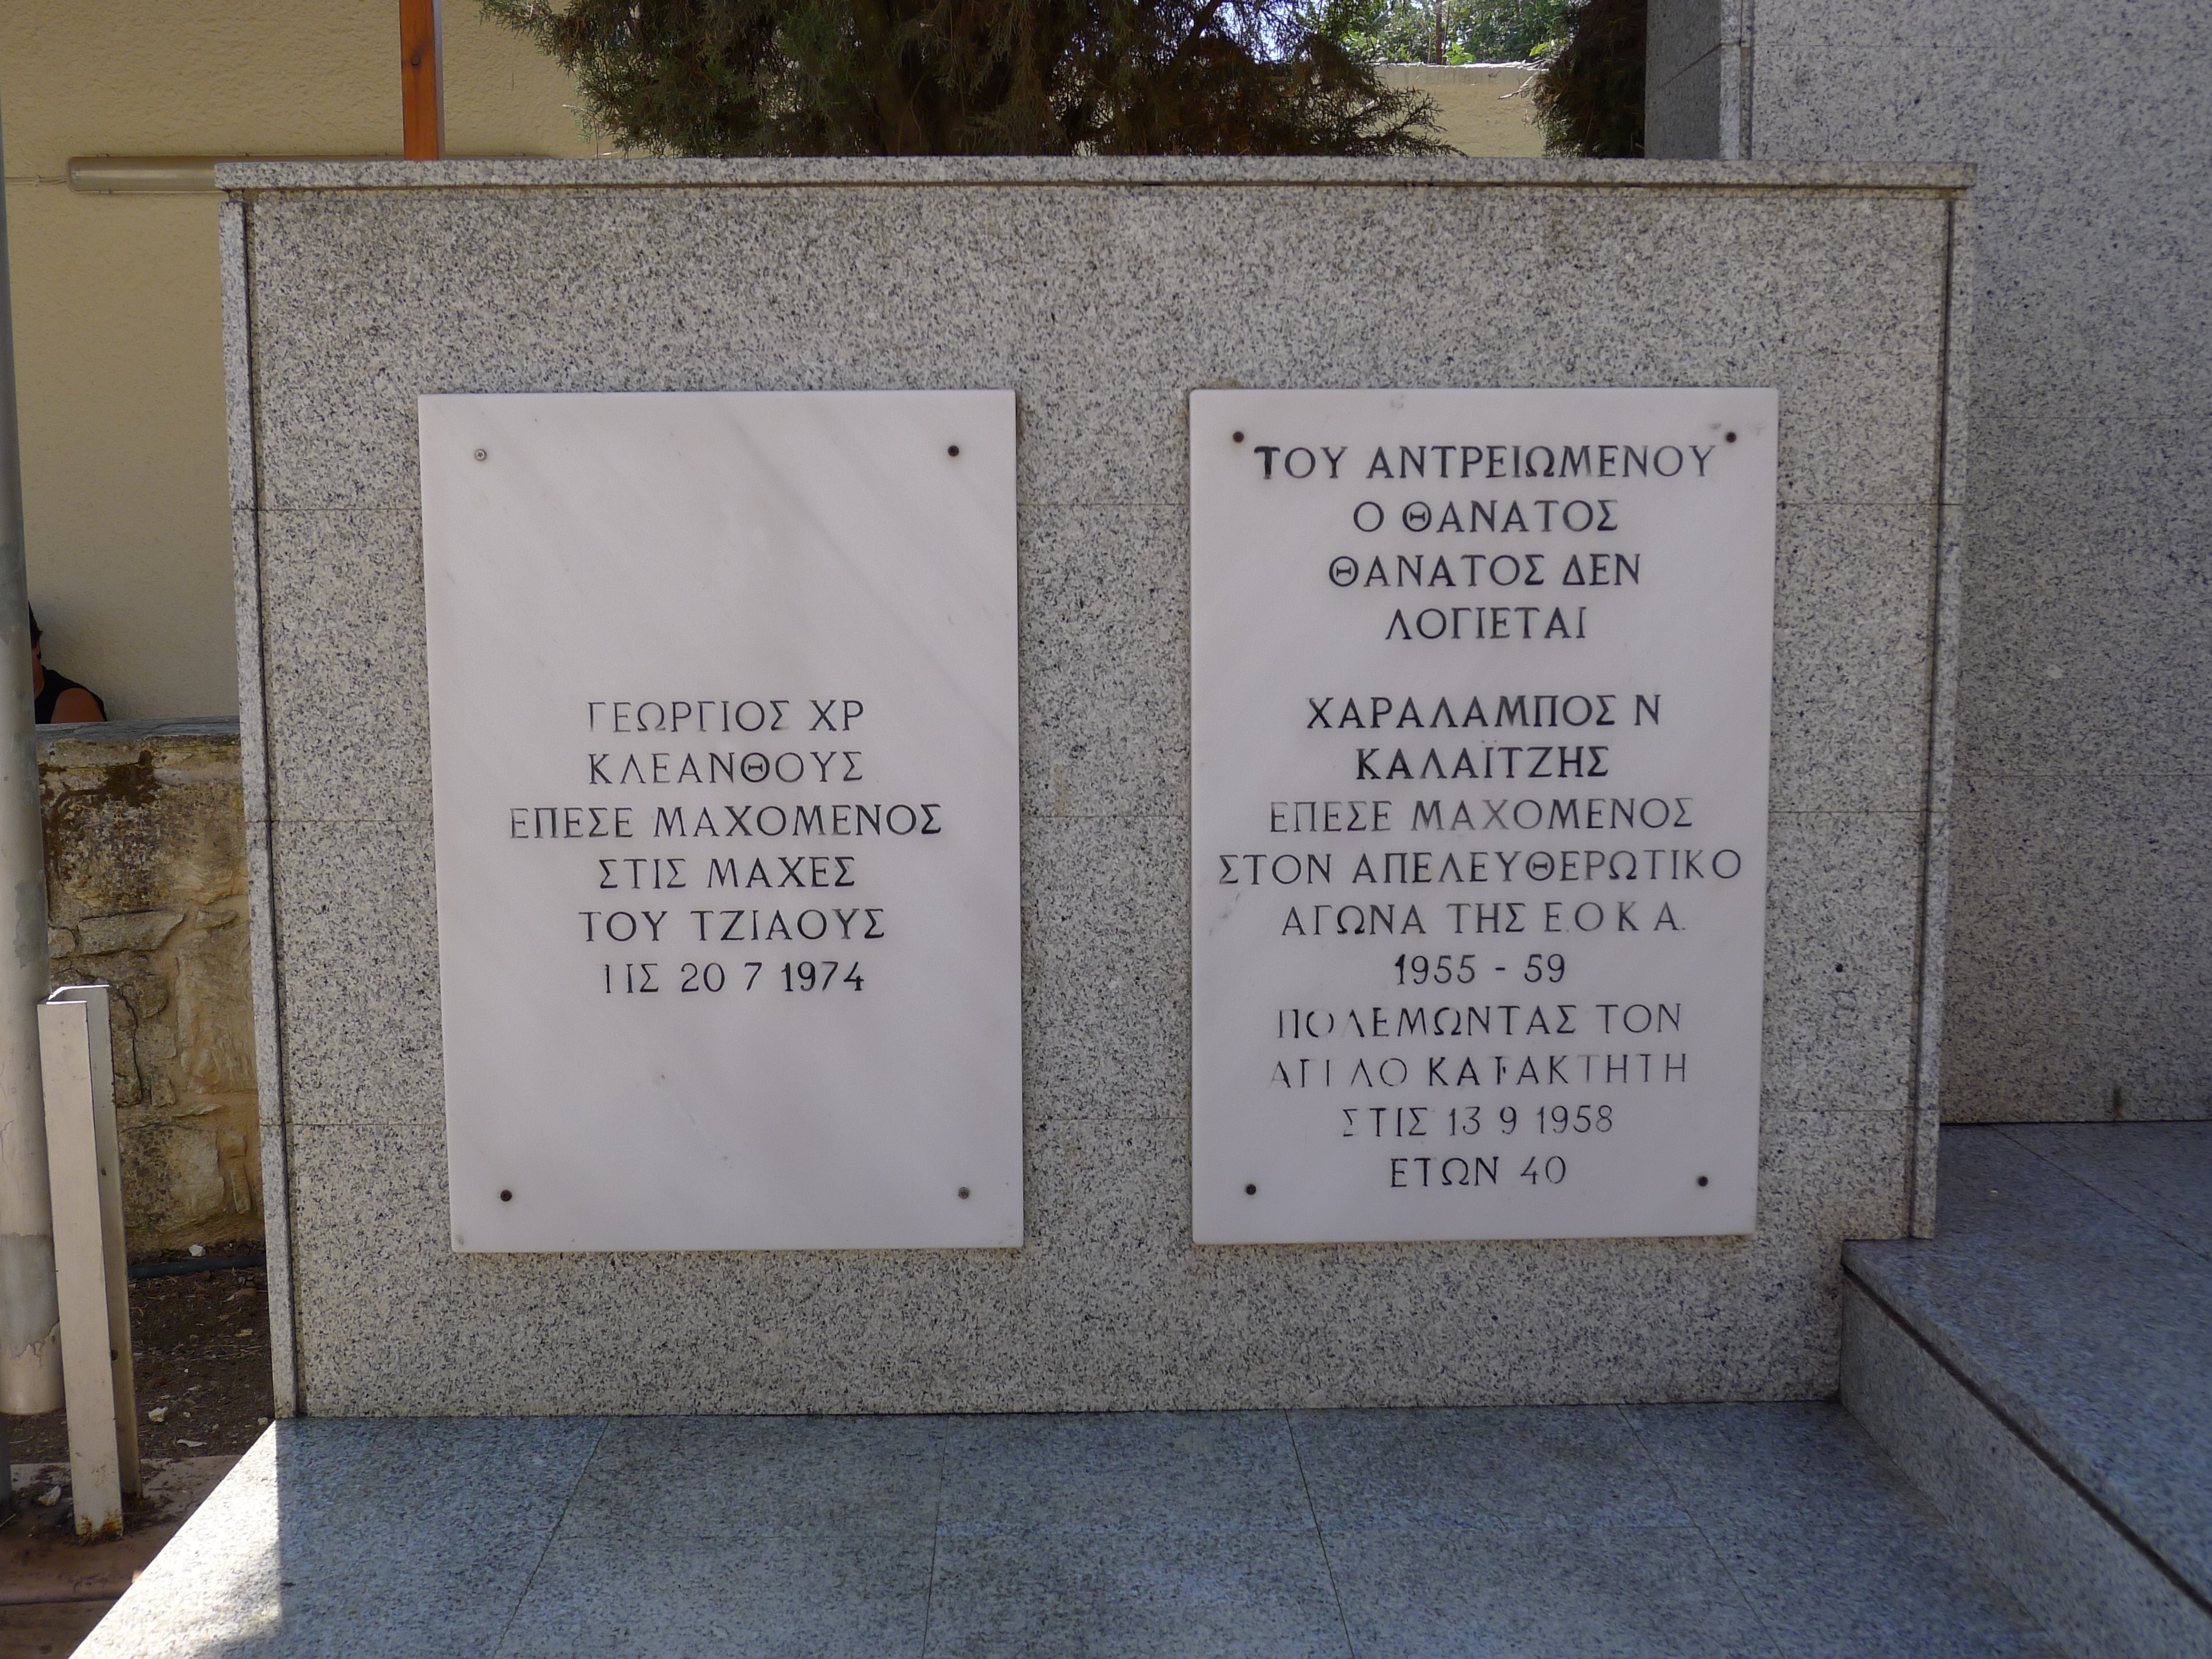 ΓΕΩΡΓΙΟΣ ΧΡ
ΚΛΕΑΝΘΟΥΣ
ΕΠΕΣΕ ΜΑΧΟΜΕΝΟΣ
ΣΤΙΣ ΜΑΧΕΣ
ΤΟΥ ΤΖΙΑΟΥΣ
ΤΙΣ 20 7 1974
ΤΟΥ ΑΝΤΡΕΙΩΜΕΝΟΥ
Ο ΘΑΝΑΤΟΣ
ΘΑΝΑΤΟΣ ΔΕΝ
ΛΟΓΙΕΤΑΙ
ΧΑΡΑΛΑΜΠΟΣ Ν
ΚΑΛΑΪΤΖΗΣ
ΕΠΕΣΕ ΜΑΧΟΜΕΝΟΣ
ΣΤΟΝ ΑΠΕΛΕΥΘΕΡΩΤΙΚΟ
ΑΓΩΝΑ ΤΗΣ Ε.Ο Κ Α.
1955 - 59
ΠΟΛΕΜΩΝΤΑΣ ΤΟΝ
ΑΓΓΛΟ ΚΑΤΑΚΤΗΤΗ
ΣΤΙΣ 13 9 1958
ΕΤΩΝ 40